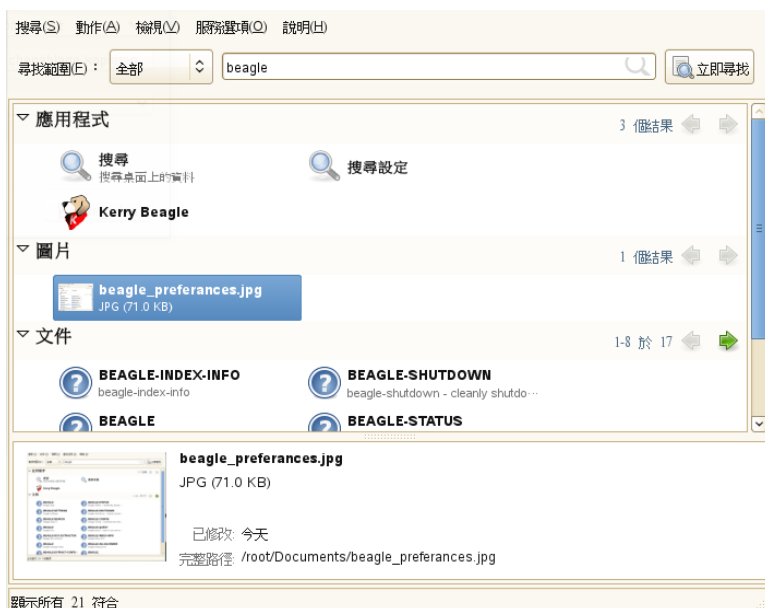 搜尋(S) 動作(A) 檢視(V) 服務選項(O) 說明(H)
尋找範圍(F)： 全部 beagle 立即尋找
應用程式 3 個結果
搜尋 搜尋設定
搜尋桌面上的資料
Kerry Beagle
圖片 1 個結果
beagle_preferances.jpg
JPG (71.0 KB)
文件 1-8 於 17
BEAGLE-INDEX-INFO BEAGLE-SHUTDOWN
beagle-index-info beagle-shutdown - cleanly shutdo…
BEAGLE BEAGLE-STATUS
beagle_preferances.jpg
JPG (71.0 KB)
已修改: 今天
完整路徑: /root/Documents/beagle_preferances.jpg
顯示所有 21 符合